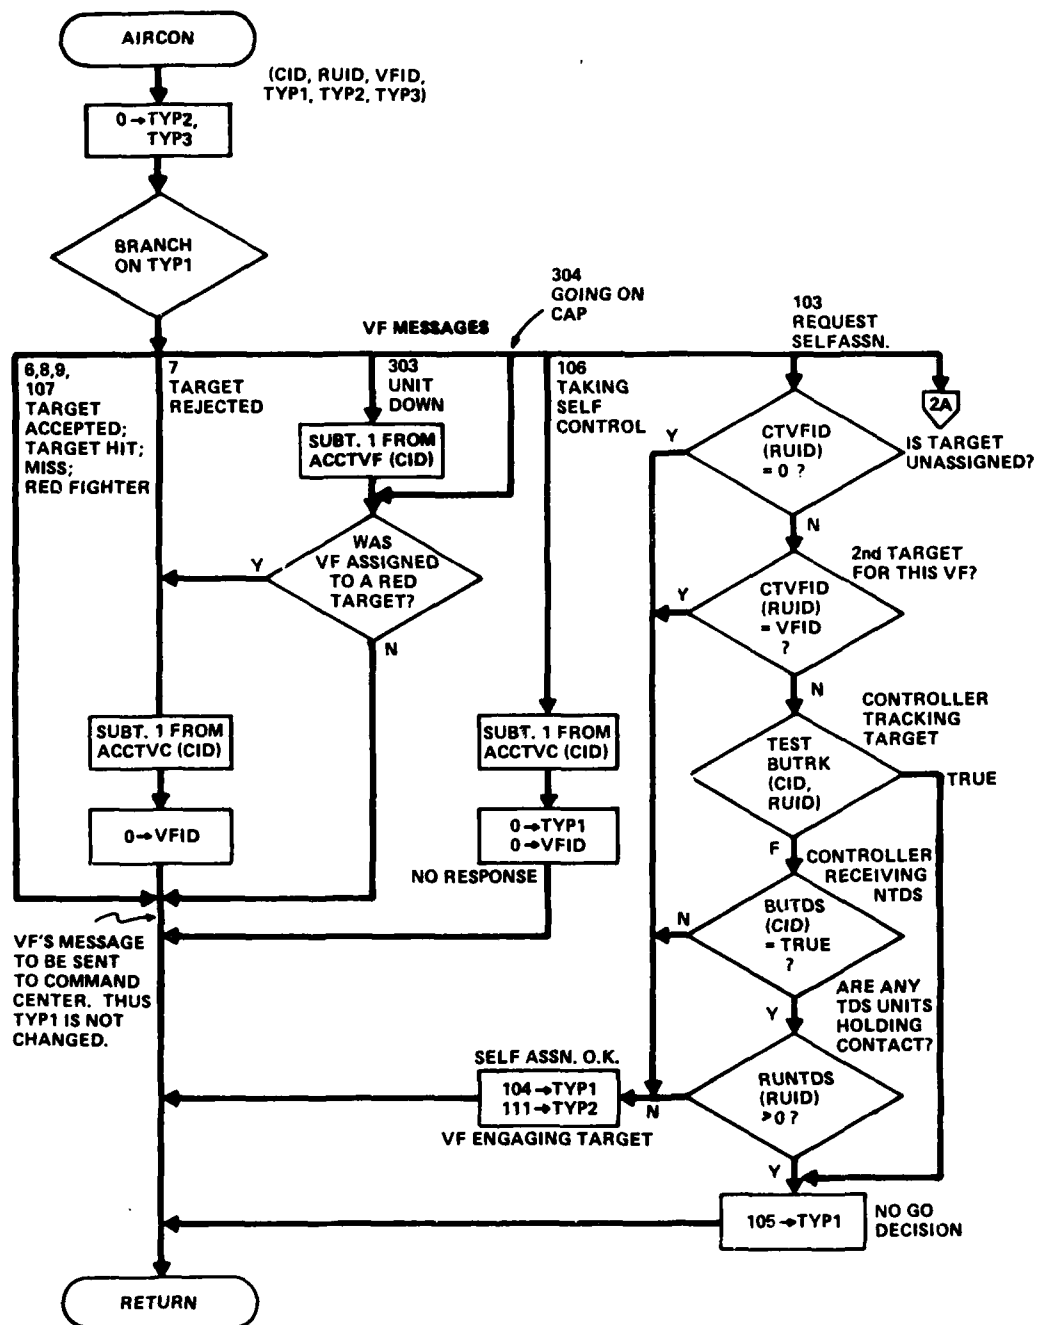 AIRCON
(CID, RUID, VFID,
TYP1, TYP2, TYP3)
0→TYP2,
TYP3
BRANCH
ON TYP1
VF MESSAGES
304
GOING ON
CAP
103
REQUEST
SELFASSN.
6,8,9,
107
TARGET
ACCEPTED;
TARGET HIT;
MISS;
RED FIGHTER
7
TARGET
REJECTED
303
UNIT
DOWN
106
TAKING
SELF
CONTROL
2A
SUBT. 1 FROM
ACCTVF (CID)
Y
CTVFID
(RUID)
= 0 ?
IS TARGET
UNASSIGNED?
N
WAS
VF ASSIGNED
TO A RED
TARGET?
Y
N
2nd TARGET
FOR THIS VF?
Y
CTVFID
(RUID)
= VFID
?
N
CONTROLLER
TRACKING
TARGET
SUBT. 1 FROM
ACCTVC (CID)
SUBT. 1 FROM
ACCTVC (CID)
TEST
BUTRK
(CID,
RUID)
TRUE
F
0→VFID
0→TYP1
0→VFID
NO RESPONSE
CONTROLLER
RECEIVING
NTDS
N
BUTDS
(CID)
= TRUE
?
Y
VF'S MESSAGE
TO BE SENT
TO COMMAND
CENTER. THUS
TYP1 IS NOT
CHANGED.
ARE ANY
TDS UNITS
HOLDING
CONTACT?
SELF ASSN. O.K.
104→TYP1
111→TYP2
VF ENGAGING TARGET
N
RUNTDS
(RUID)
>0 ?
Y
105→TYP1
NO GO
DECISION
RETURN